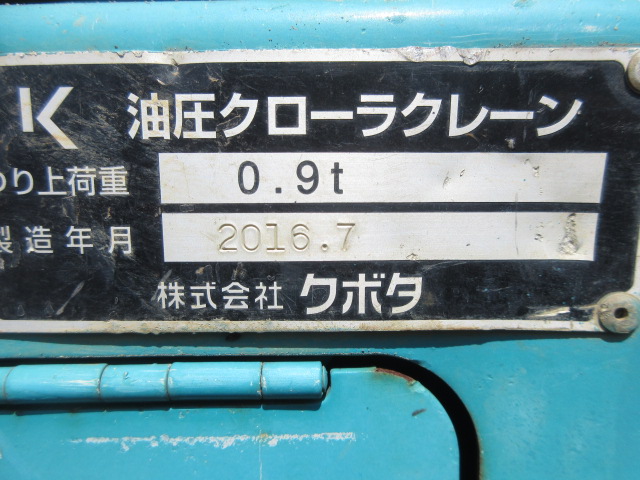 K 油圧クローラクレーン
つり上荷重 0.9t
製造年月 2016.7
株式会社 クボタ